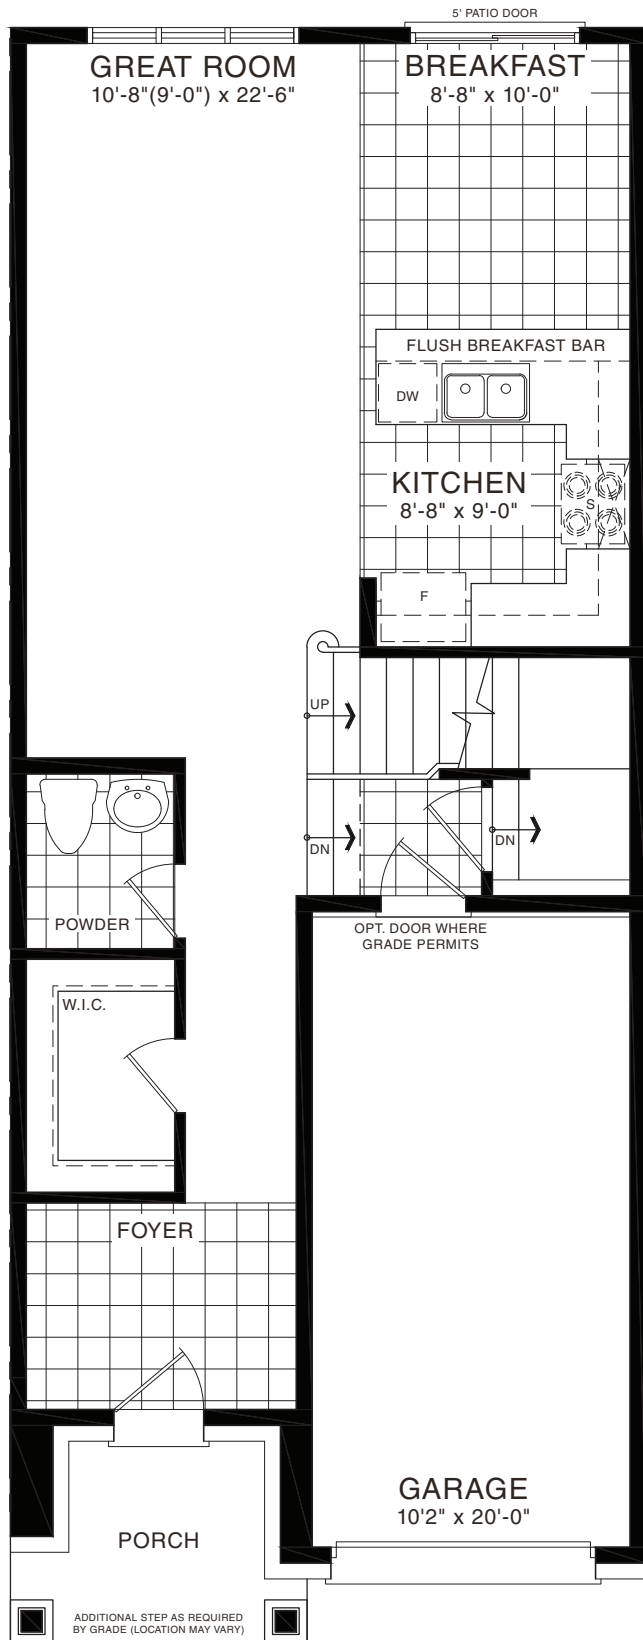 5' PATIO DOOR
GREAT ROOM
10'-8"(9'-0") x 22'-6"
BREAKFAST
8'-8" x 10'-0"
FLUSH BREAKFAST BAR
DW
KITCHEN
8'-8" x 9'-0"
S
F
UP
DN
DN
POWDER
OPT. DOOR WHERE
GRADE PERMITS
W.I.C.
FOYER
GARAGE
10'2" x 20'-0"
PORCH
ADDITIONAL STEP AS REQUIRED
BY GRADE (LOCATION MAY VARY)